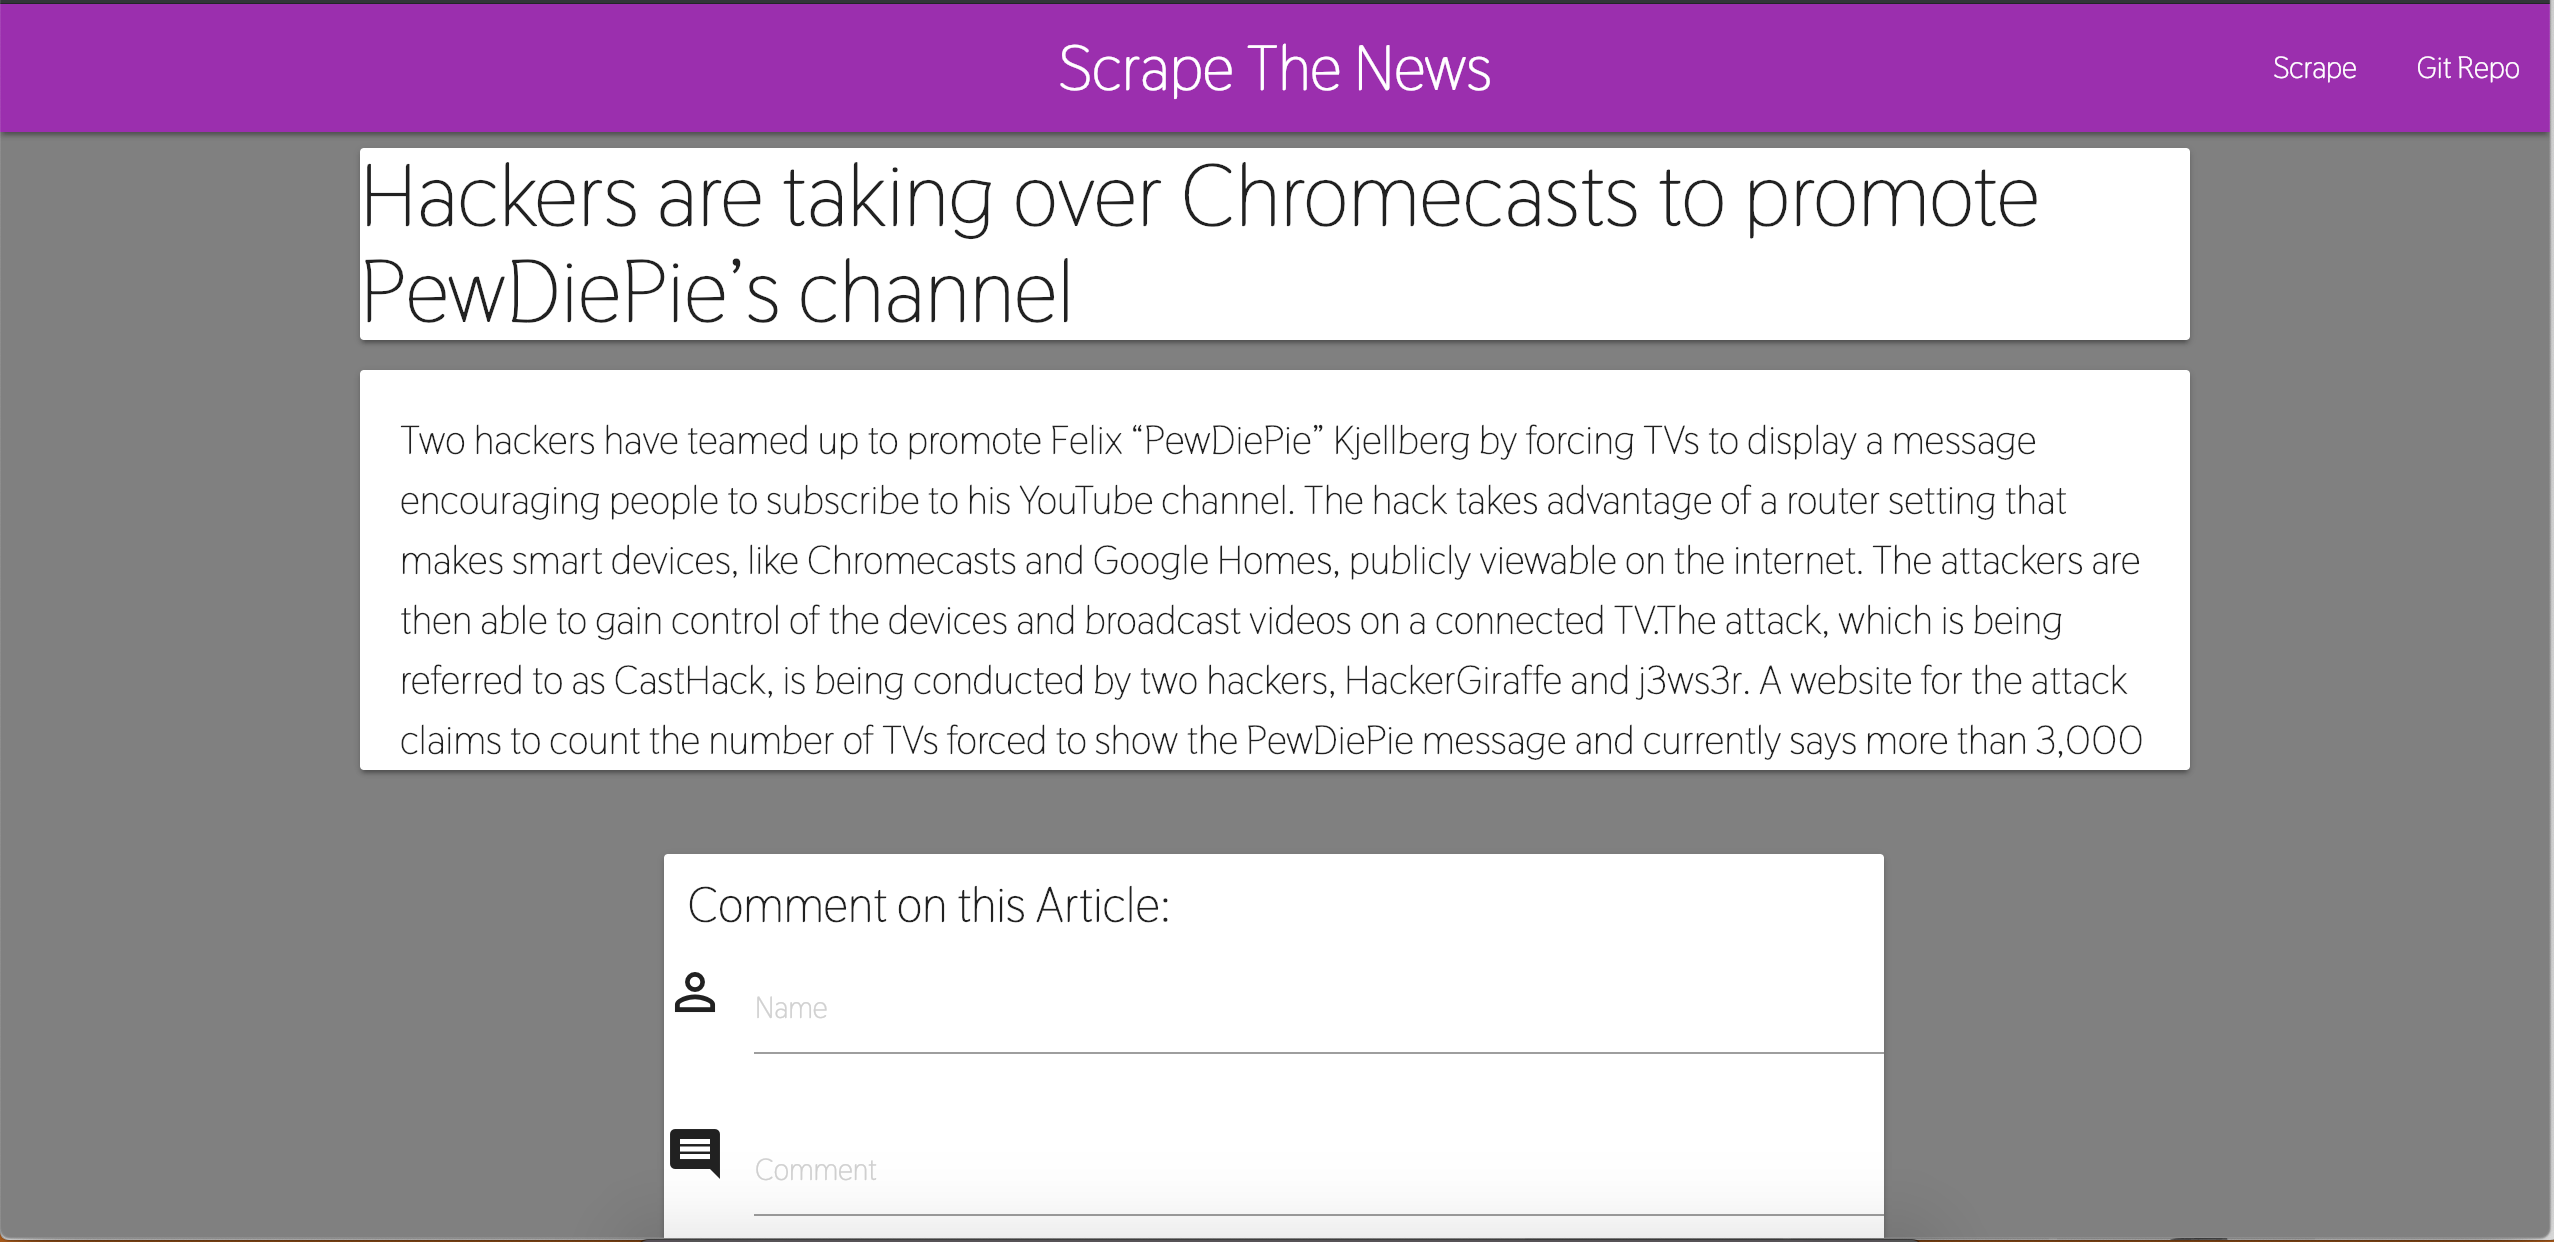 Scrape The News
Scrape
Git Repo
Hackers are taking over Chromecasts to promote
PewDiePie’s channel
Two hackers have teamed up to promote Felix “PewDiePie” Kjellberg by forcing TVs to display a message
encouraging people to subscribe to his YouTube channel. The hack takes advantage of a router setting that
makes smart devices, like Chromecasts and Google Homes, publicly viewable on the internet. The attackers are
then able to gain control of the devices and broadcast videos on a connected TV.The attack, which is being
referred to as CastHack, is being conducted by two hackers, HackerGiraffe and j3ws3r. A website for the attack
claims to count the number of TVs forced to show the PewDiePie message and currently says more than 3,000
Comment on this Article:
Name
Comment